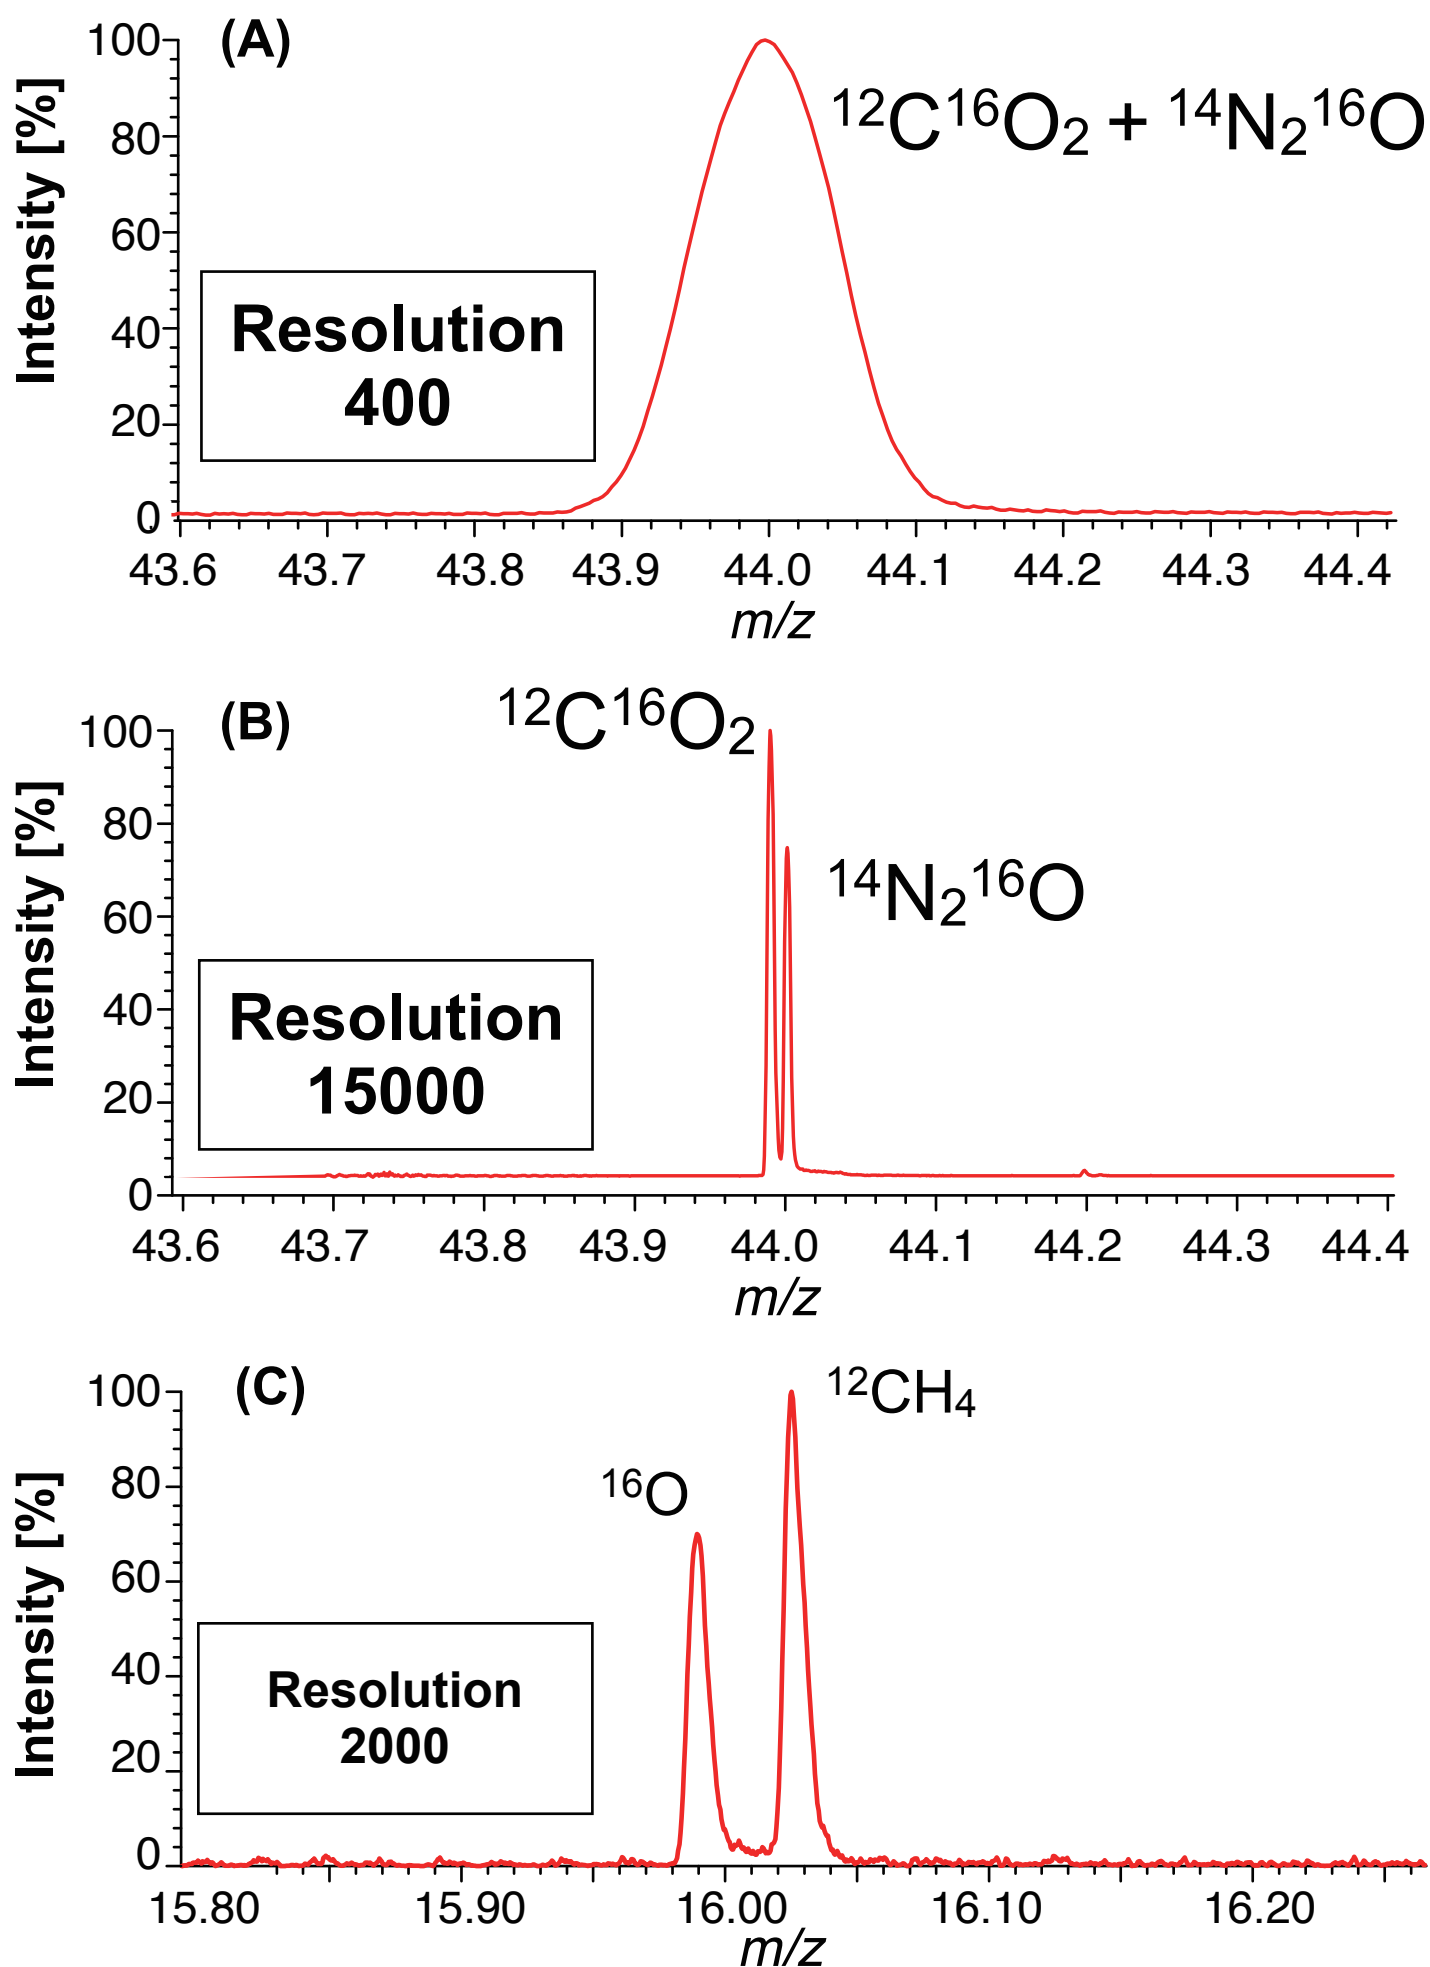 (A)
¹²C¹⁶O₂ + ¹⁴N₂¹⁶O
Intensity [%]
100
80
60
40
20
0
Resolution
400
43.6 43.7 43.8 43.9 44.0 44.1 44.2 44.3 44.4
m/z
(B)
¹²C¹⁶O₂
¹⁴N₂¹⁶O
Intensity [%]
100
80
60
40
20
0
Resolution
15000
43.6 43.7 43.8 43.9 44.0 44.1 44.2 44.3 44.4
m/z
(C)
¹²CH₄
¹⁶O
Intensity [%]
100
80
60
40
20
0
Resolution
2000
15.80 15.90 16.00 16.10 16.20
m/z